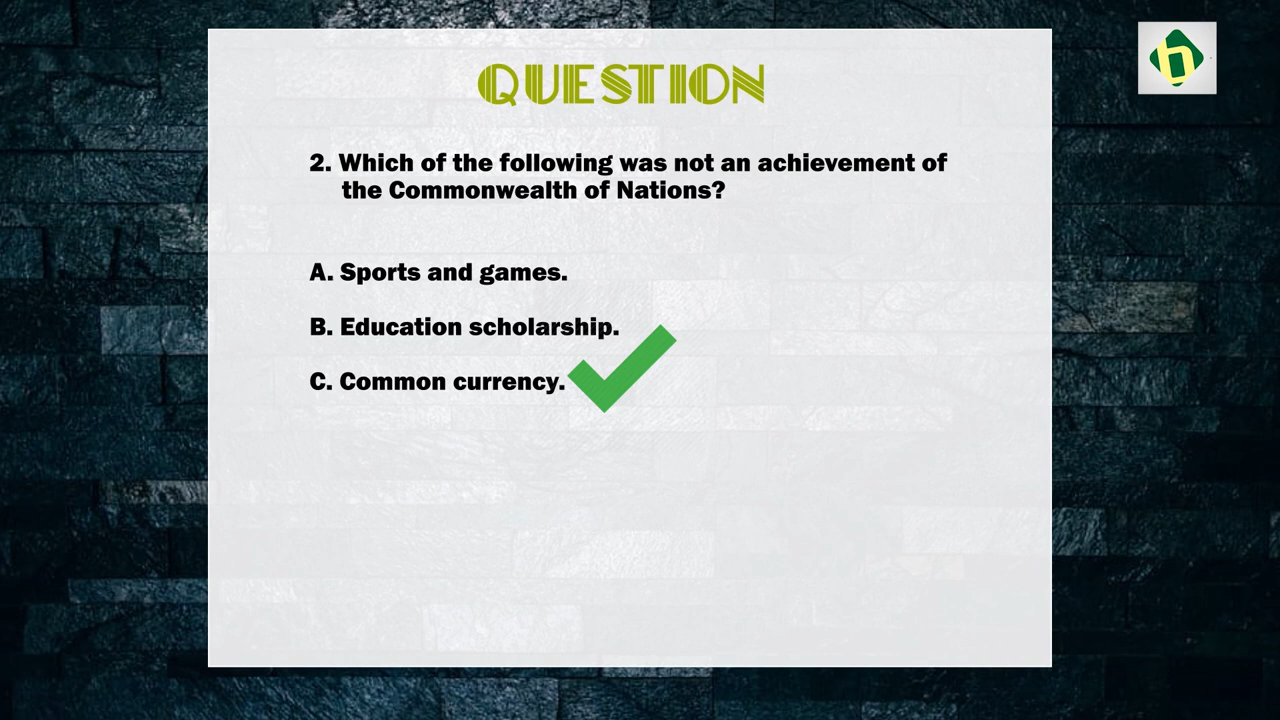 QUESTION
2. Which of the following was not an achievement of
the Commonwealth of Nations?
A. Sports and games.
B. Education scholarship.
C. Common currency.